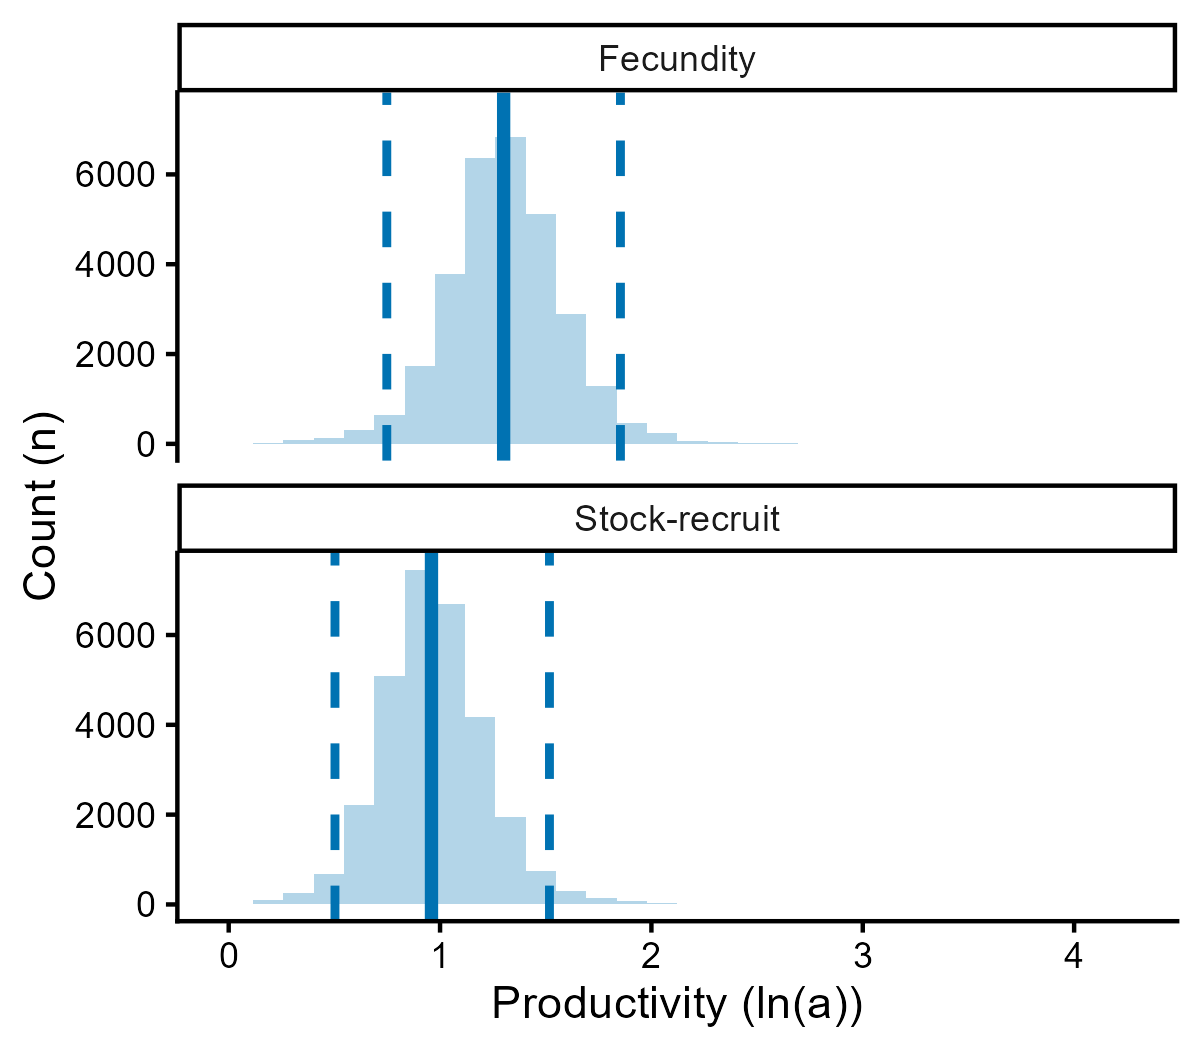 Fecundity
6000
4000
2000
0
Count (n)
Stock-recruit
6000
4000
2000
0
0 1 2 3 4
Productivity (ln(a))